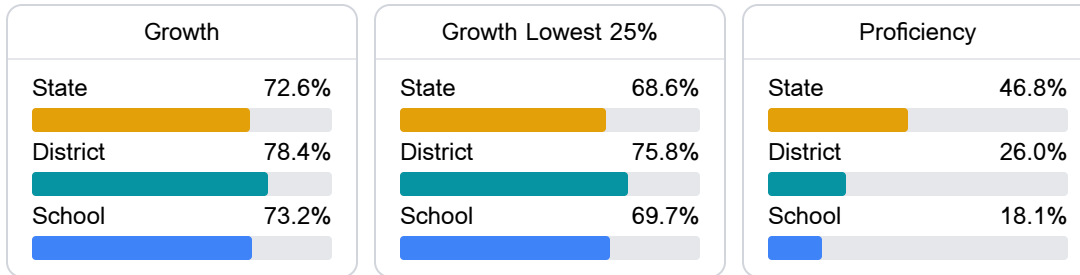 Growth
State 72.6%
District 78.4%
School 73.2%
Growth Lowest 25%
State 68.6%
District 75.8%
School 69.7%
Proficiency
State 46.8%
District 26.0%
School 18.1%